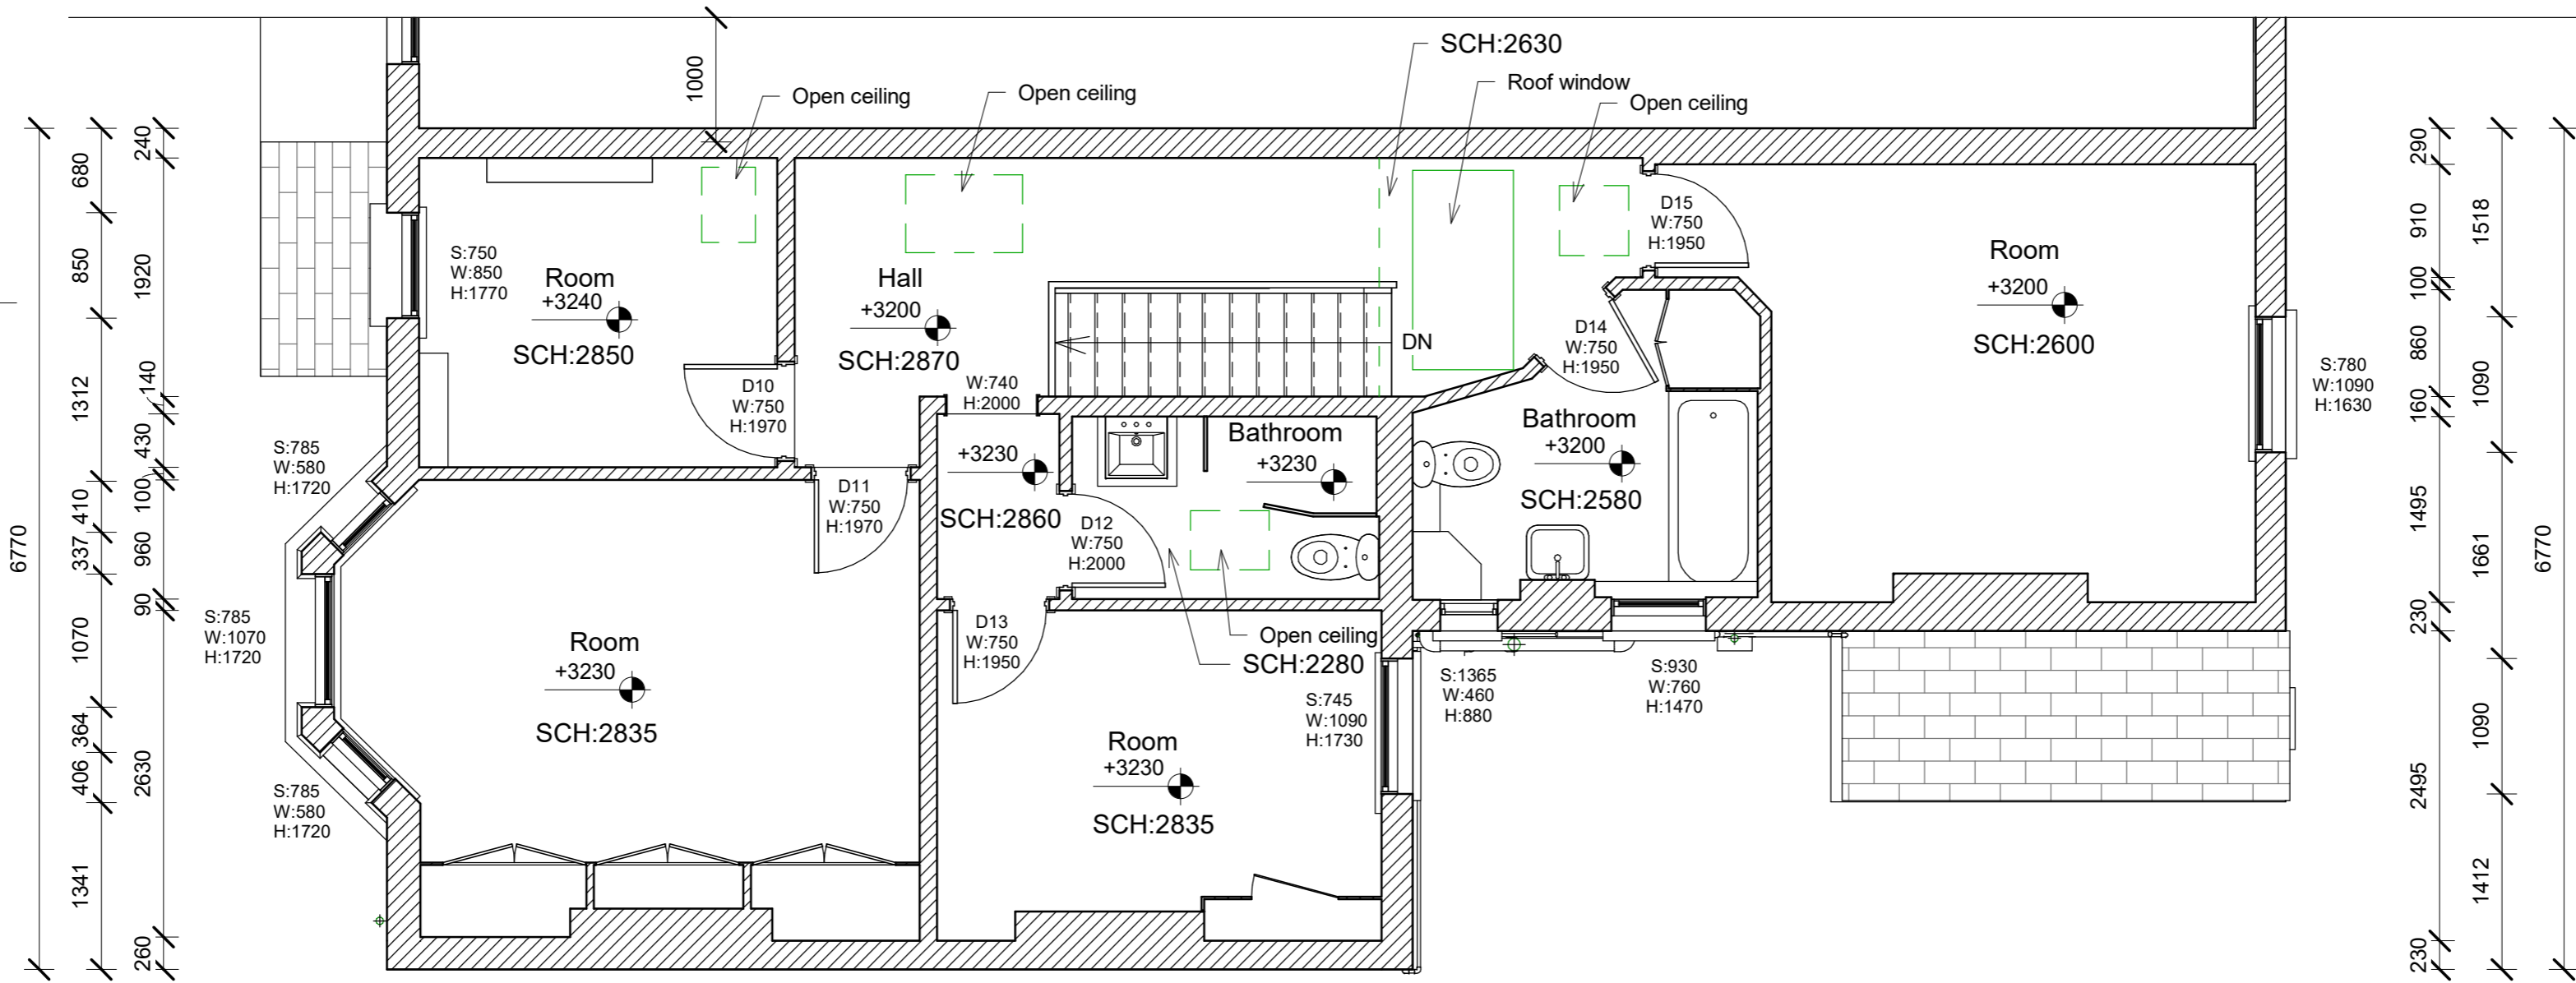 SCH:2630
Roof window
Open ceiling
Open ceiling
Open ceiling
1000
6770
680
850
1312
410
337
1070
364
406
1341
240
1920
140
430
100
960
90
2630
260
S:750
W:850
H:1770
Room
+3240
SCH:2850
Hall
+3200
SCH:2870
DN
D10
W:750
H:1970
W:740
H:2000
D11
W:750
H:1970
+3230
SCH:2860
D12
W:750
H:2000
Bathroom
+3230
Open ceiling
SCH:2280
D13
W:750
H:1950
D14
W:750
H:1950
Bathroom
+3200
SCH:2580
D15
W:750
H:1950
Room
+3200
SCH:2600
S:780
W:1090
H:1630
S:785
W:580
H:1720
S:785
W:1070
H:1720
S:785
W:580
H:1720
Room
+3230
SCH:2835
Room
+3230
SCH:2835
S:745
W:1090
H:1730
S:1365
W:460
H:880
S:930
W:760
H:1470
290
910
100
860
160
1495
230
2495
230
1518
1090
1661
1090
1412
6770